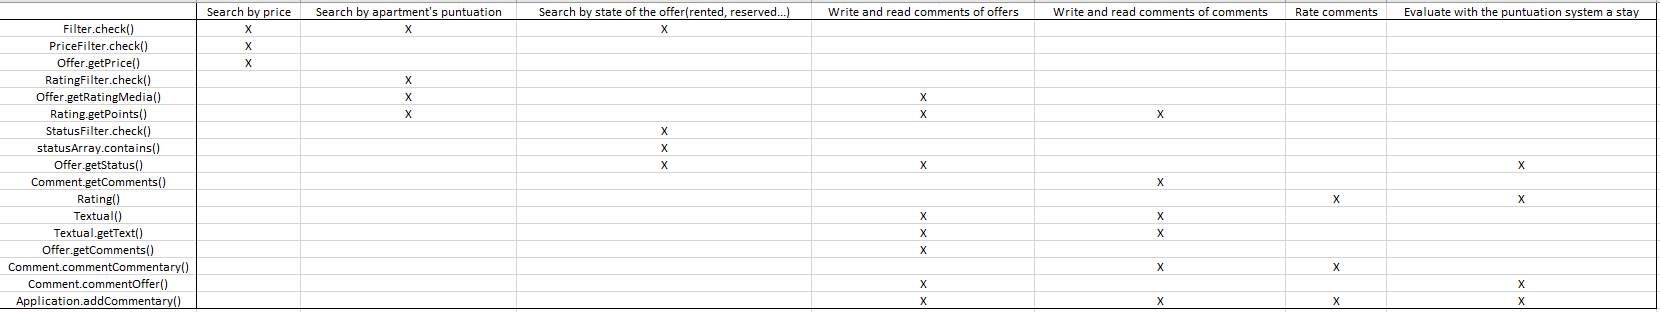 Search by price Search by apartment's puntuation Search by state of the offer(rented, reserved...) Write and read comments of offers Write and read comments of comments Rate comments Evaluate with the puntuation system a stay
Filter.check() X X X
PriceFilter.check() X
Offer.getPrice() X
RatingFilter.check() X
Offer.getRatingMedia() X X
Rating.getPoints() X X X
StatusFilter.check() X
statusArray.contains() X
Offer.getStatus() X X X
Comment.getComments() X
Rating() X X
Textual() X X
Textual.getText() X X
Offer.getComments() X
Comment.commentCommentary() X X
Comment.commentOffer() X X
Application.addCommentary() X X X X